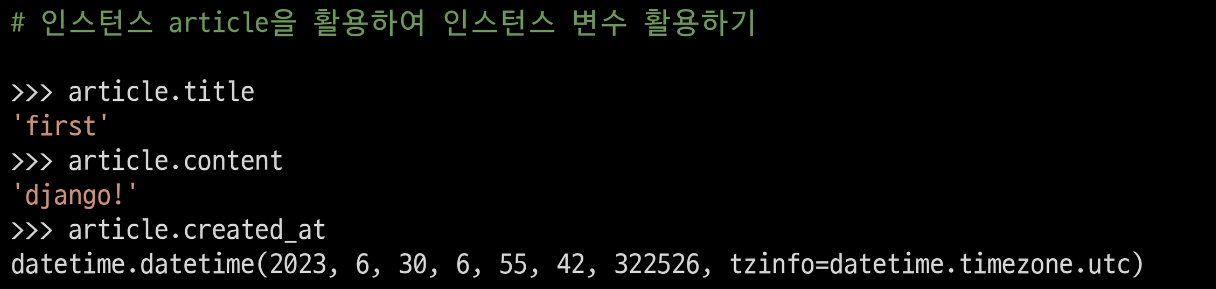 # 인스턴스 article을 활용하여 인스턴스 변수 활용하기
>>> article.title
'first'
>>> article.content
'django!'
>>> article.created_at
datetime.datetime(2023, 6, 30, 6, 55, 42, 322526, tzinfo=datetime.timezone.utc)